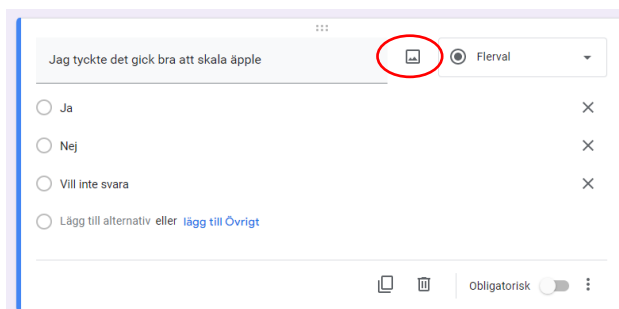 Jag tyckte det gick bra att skala äpple
Flerval
Ja
Nej
Vill inte svara
Lägg till alternativ eller lägg till Övrigt
Obligatorisk